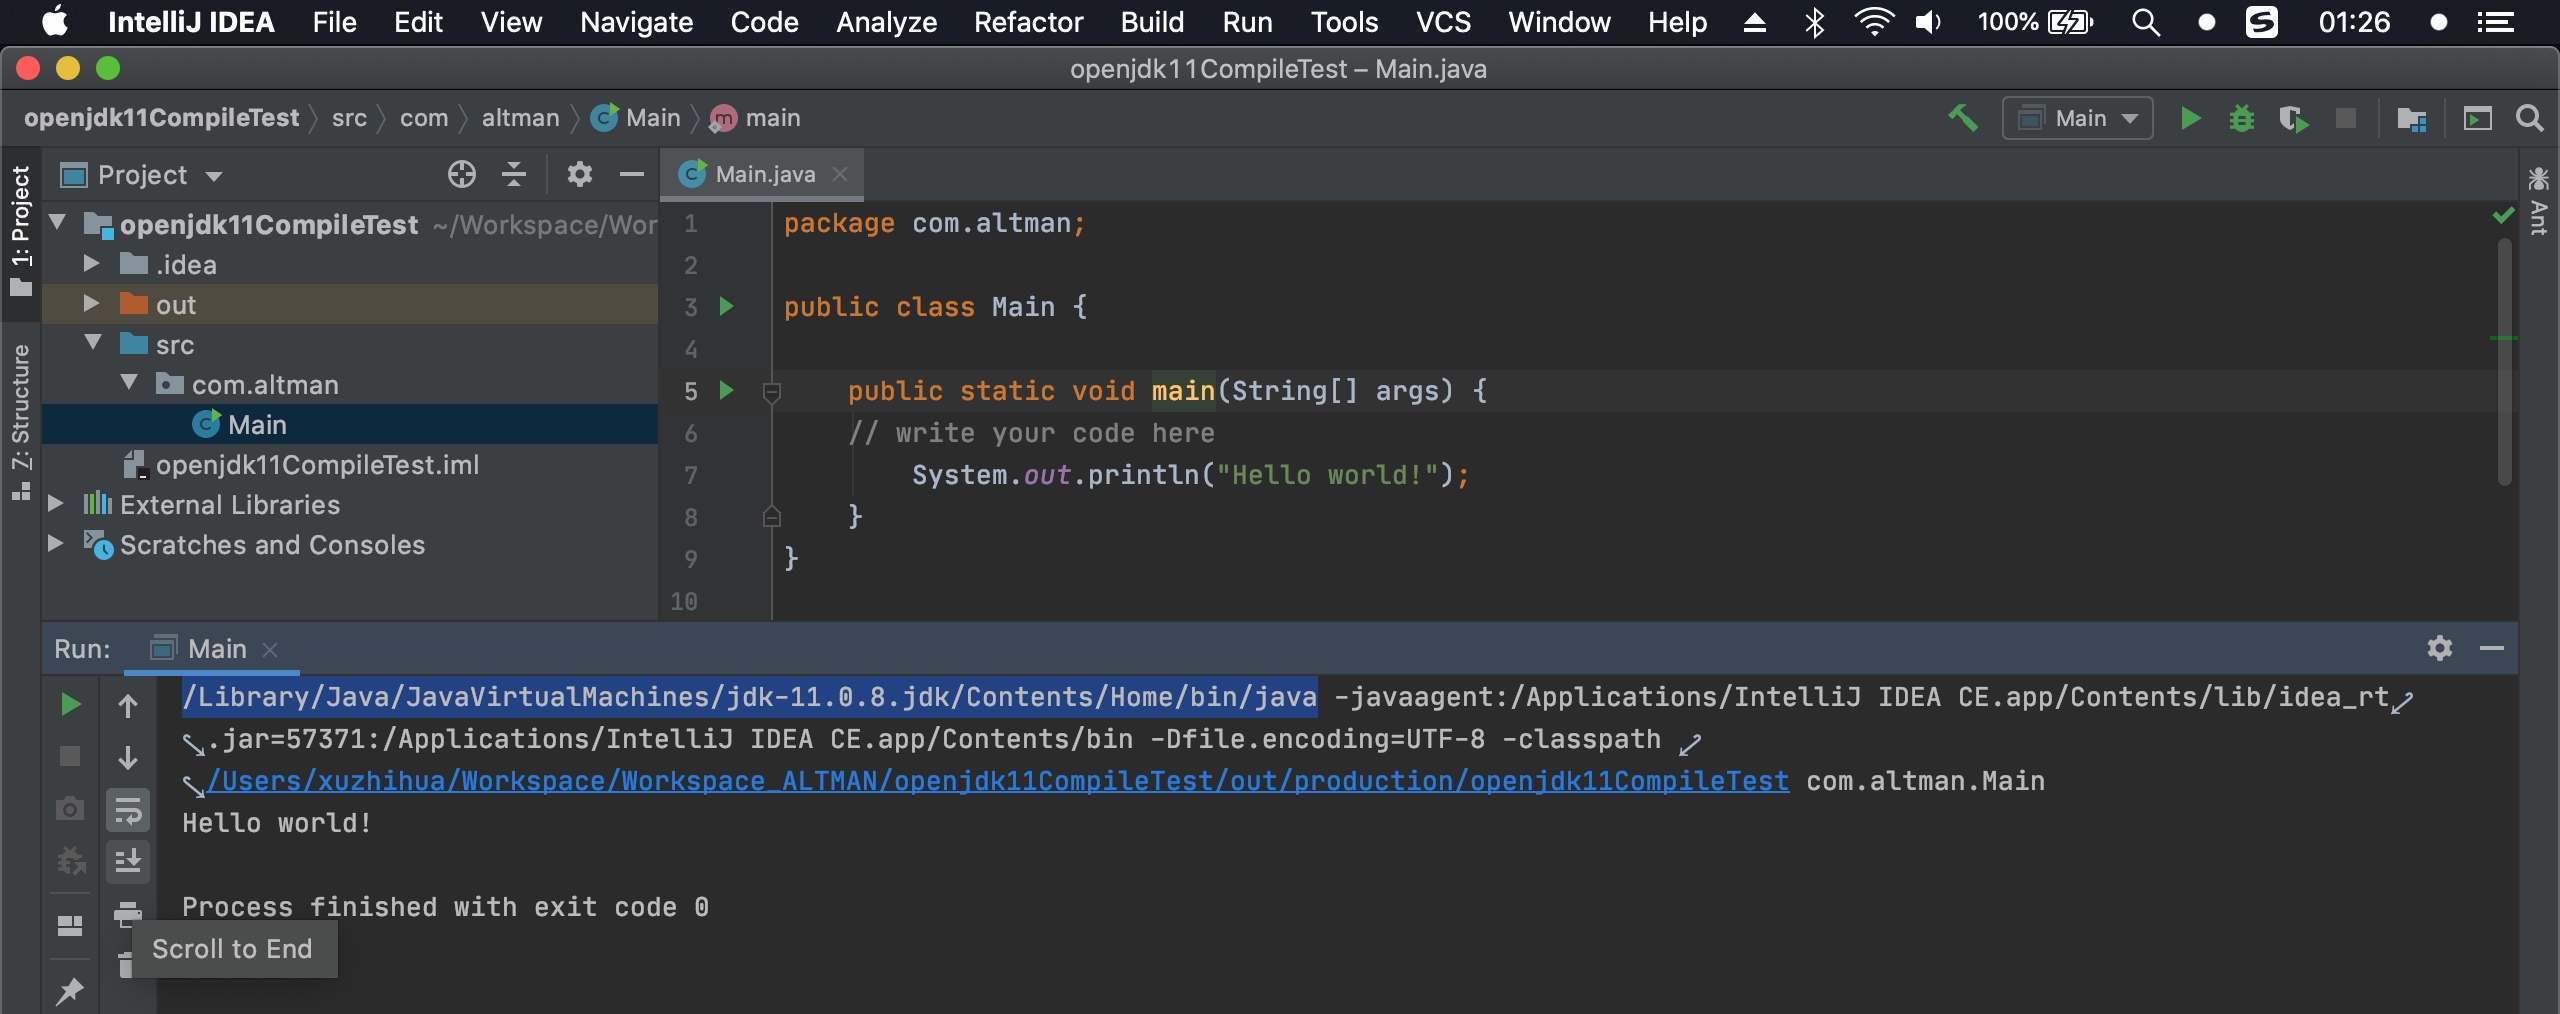 IntelliJ IDEA File Edit View Navigate Code Analyze Refactor Build Run Tools VCS Window Help 100% 01:26
openjdk11CompileTest – Main.java
openjdk11CompileTest src com altman Main main
Main
1: Project
Z: Structure
Project
openjdk11CompileTest ~/Workspace/Wor
.idea
out
src
com.altman
Main
openjdk11CompileTest.iml
External Libraries
Scratches and Consoles
Main.java
1 package com.altman;
2
3 public class Main {
4
5 public static void main(String[] args) {
6 // write your code here
7 System.out.println("Hello world!");
8 }
9 }
10
Ant
Run: Main
/Library/Java/JavaVirtualMachines/jdk-11.0.8.jdk/Contents/Home/bin/java -javaagent:/Applications/IntelliJ IDEA CE.app/Contents/lib/idea_rt
.jar=57371:/Applications/IntelliJ IDEA CE.app/Contents/bin -Dfile.encoding=UTF-8 -classpath
/Users/xuzhihua/Workspace/Workspace_ALTMAN/openjdk11CompileTest/out/production/openjdk11CompileTest com.altman.Main
Hello world!
Process finished with exit code 0
Scroll to End